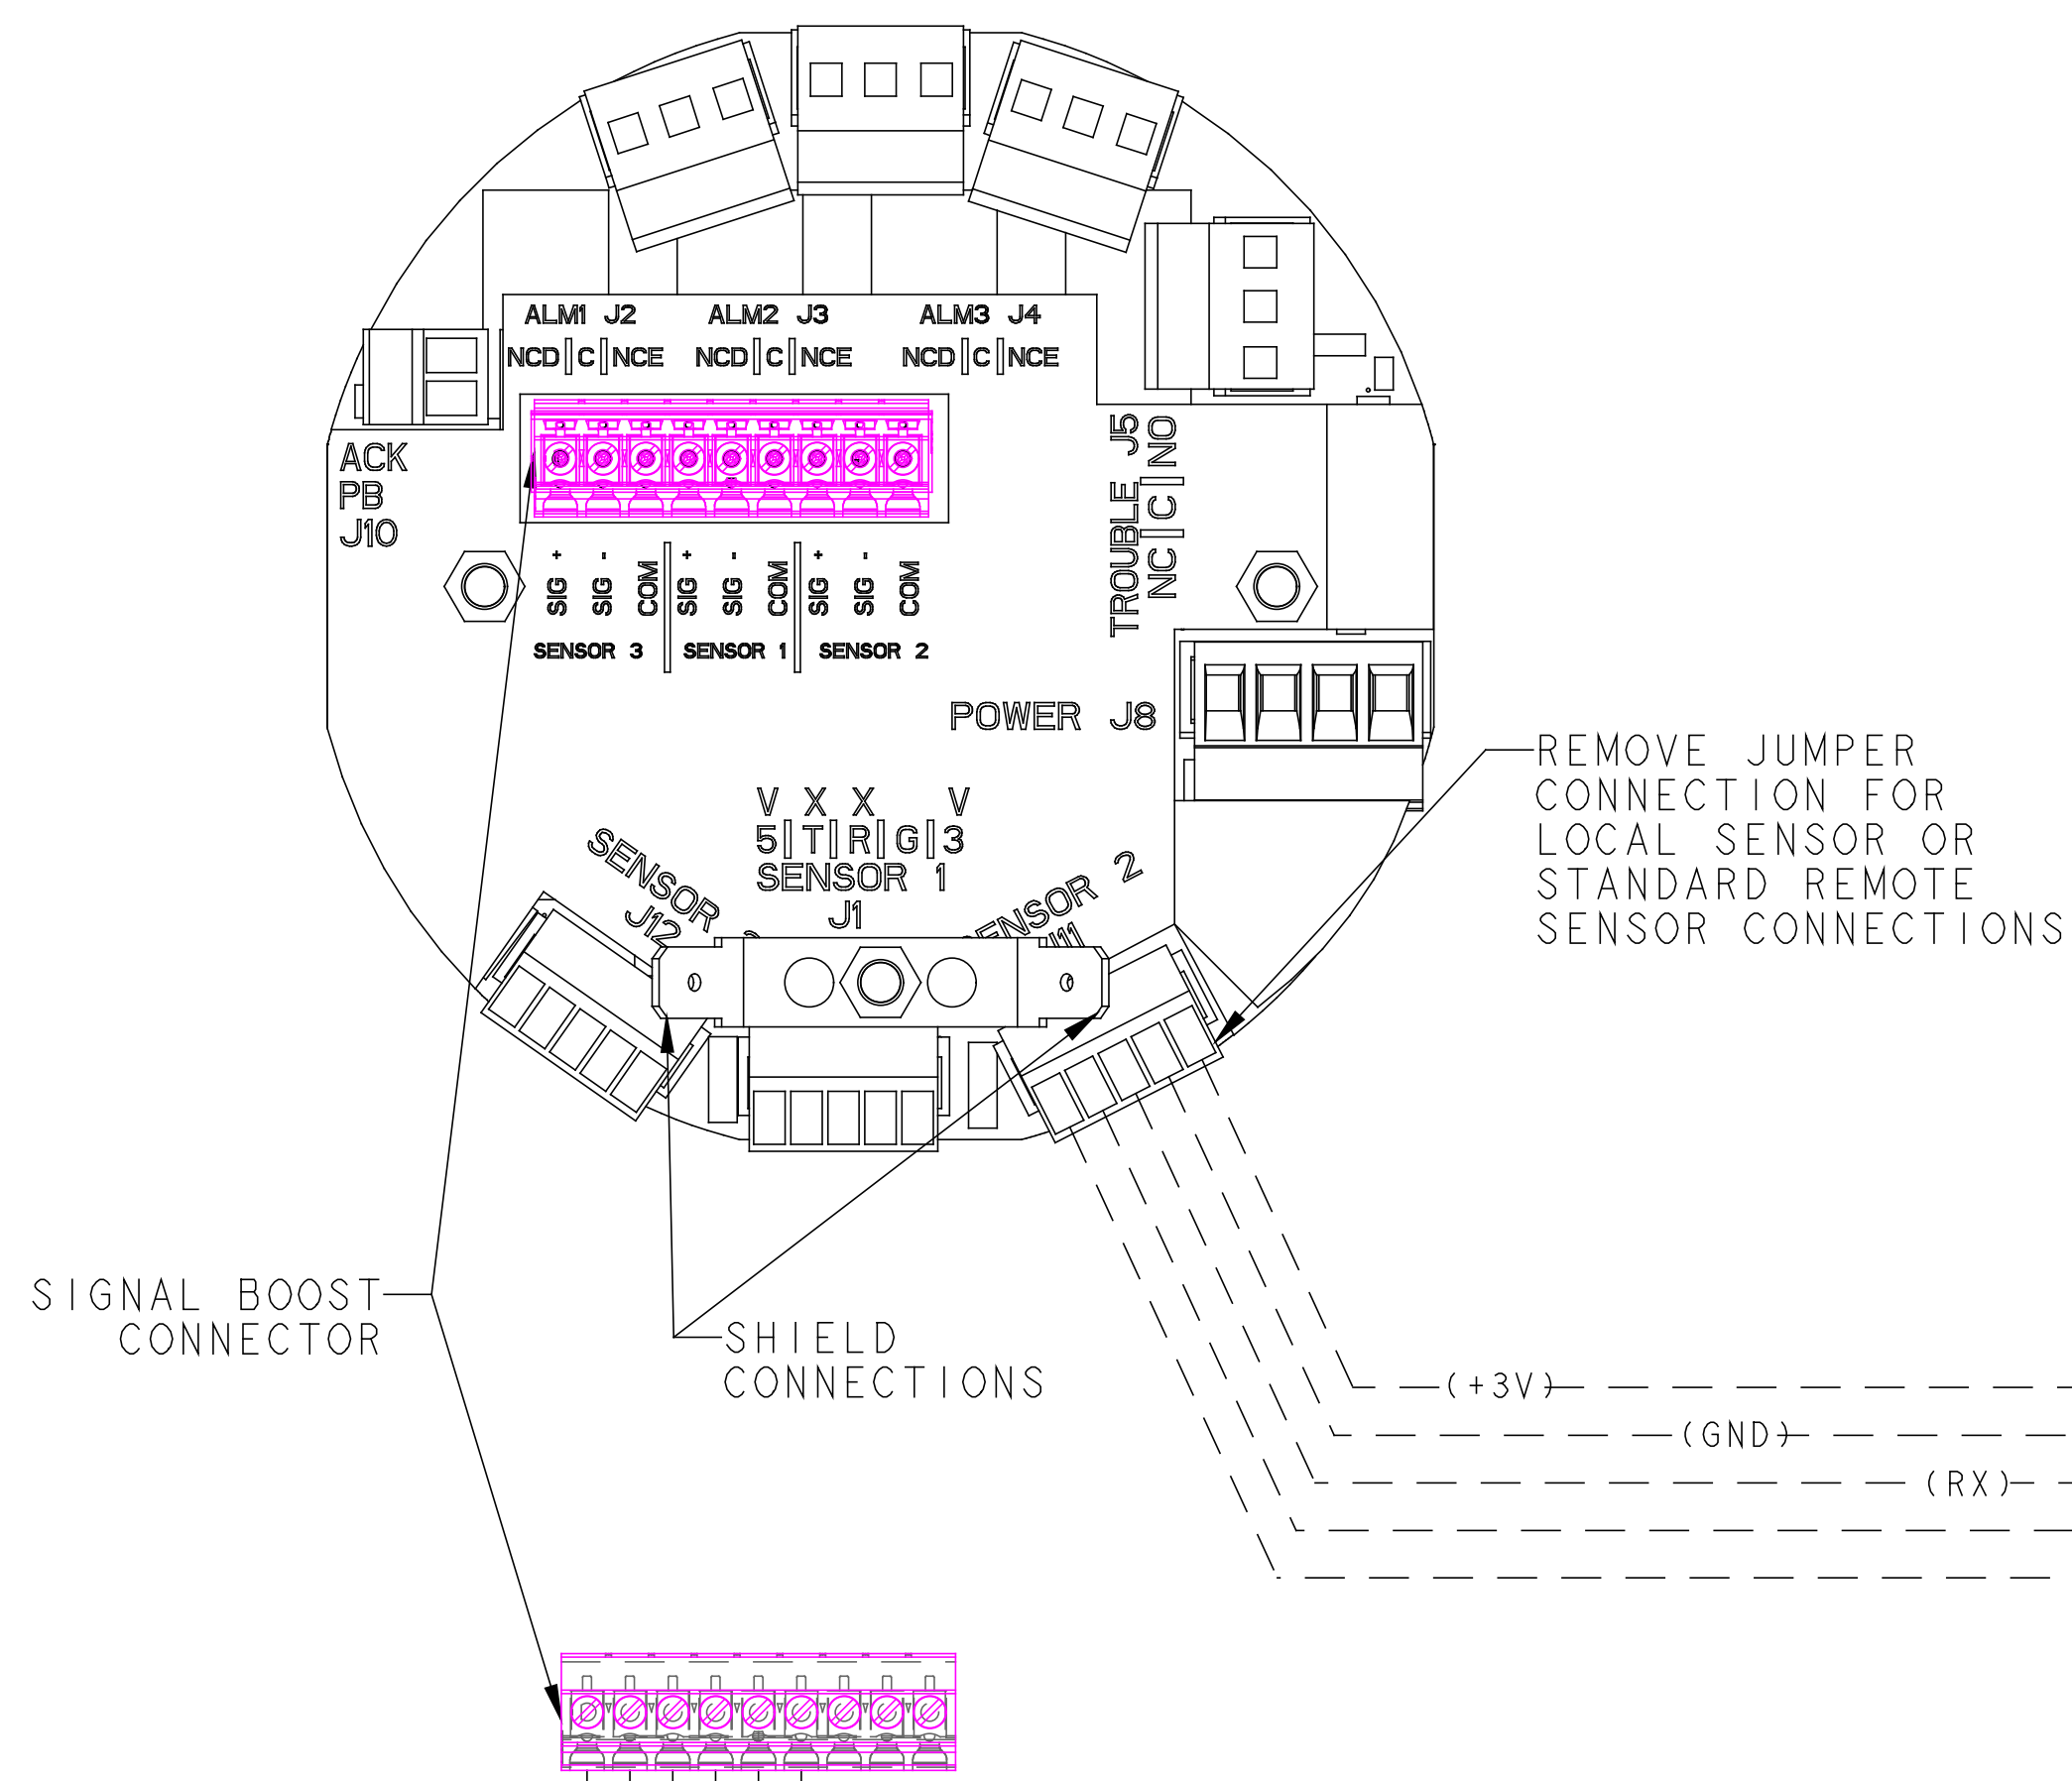 ALM1 J2 ALM2 J3 ALM3 J4
NCD C NCE NCD C NCE NCD C NCE
ACK
PB
J10
TROUBLE J5
NC C NO
SIG + SIG - COM SIG + SIG - COM SIG + SIG - COM
SENSOR 3 SENSOR 1 SENSOR 2
POWER J8
REMOVE JUMPER
CONNECTION FOR
LOCAL SENSOR OR
STANDARD REMOTE
SENSOR CONNECTIONS
V X X V
5 T R G 3
SENSOR 1
J1
SENSOR
J12
SENSOR 2
J11
SIGNAL BOOST
CONNECTOR
SHIELD
CONNECTIONS
(+3V)
(GND)
(RX)